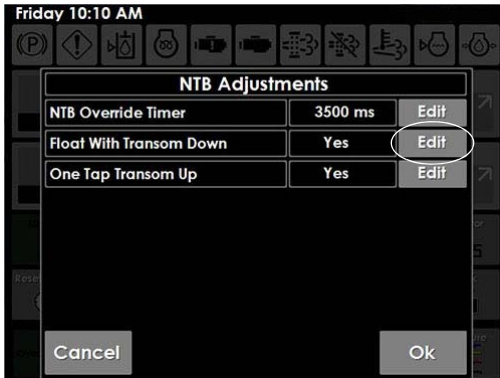 Friday 10:10 AM
NTB Adjustments
NTB Override Timer 3500 ms Edit
Float With Transom Down Yes Edit
One Tap Transom Up Yes Edit
Cancel Ok